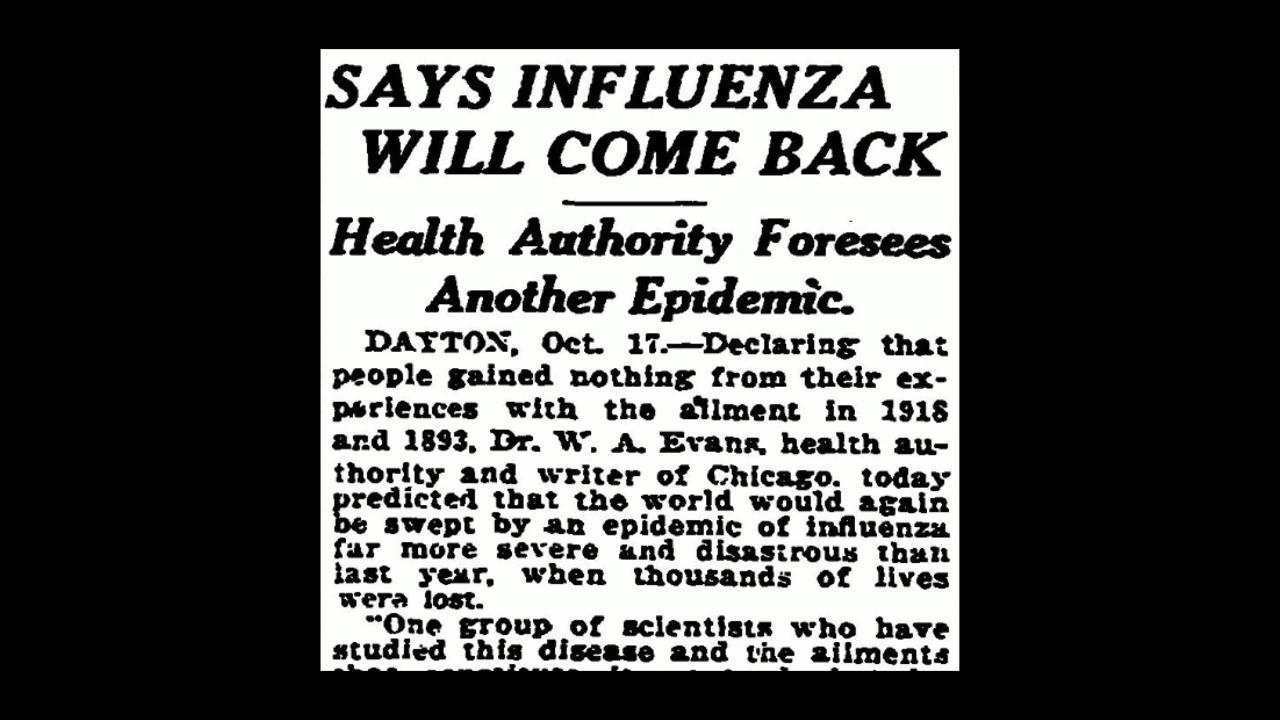 SAYS INFLUENZA
WILL COME BACK
Health Authority Foresees
Another Epidemic.
DAYTON, Oct. 17.—Declaring that
people gained nothing from their ex-
periences with the ailment in 1918
and 1893, Dr. W. A. Evans, health au-
thority and writer of Chicago, today
predicted that the world would again
be swept by an epidemic of influenza
far more severe and disastrous than
last year, when thousands of lives
were lost.
"One group of scientists who have
studied this disease and the ailments